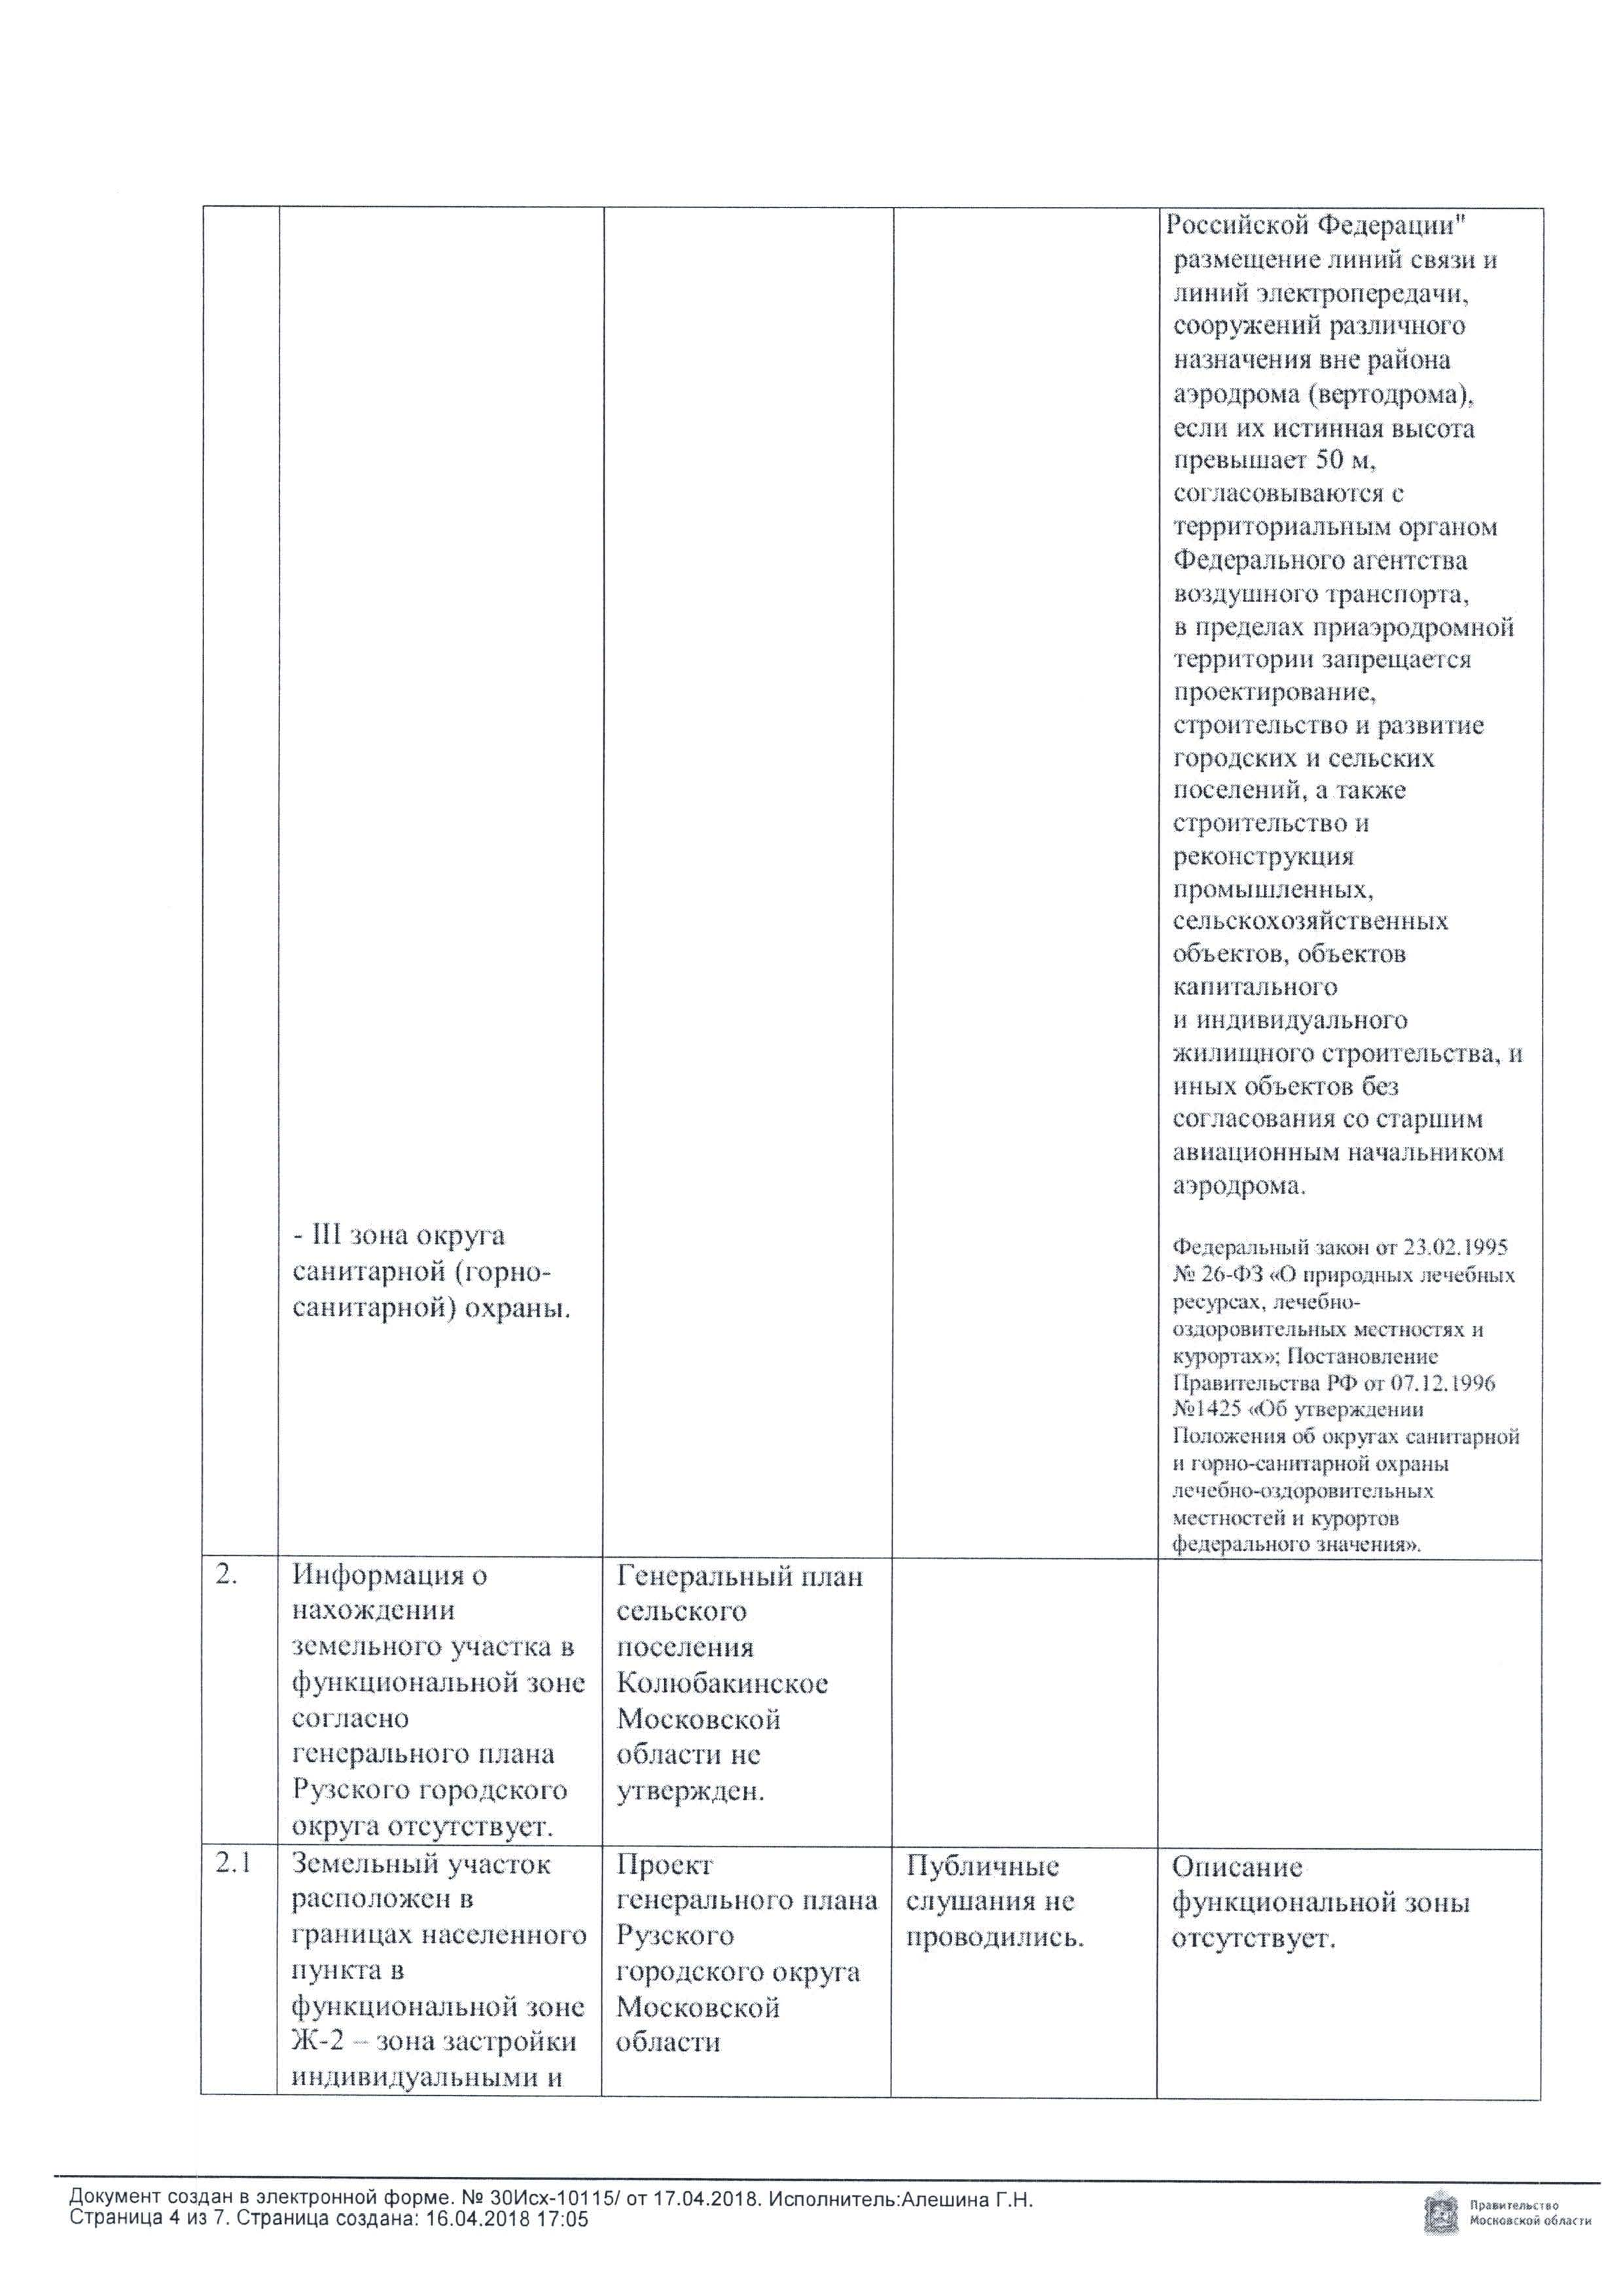 Российской Федерации"
размещение линий связи и
линий электропередачи,
сооружений различного
назначения вне района
аэродрома (вертодрома),
если их истинная высота
превышает 50 м,
согласовываются с
территориальным органом
Федерального агентства
воздушного транспорта,
в пределах приаэродромной
территории запрещается
проектирование,
строительство и развитие
городских и сельских
поселений, а также
строительство и
реконструкция
промышленных,
сельскохозяйственных
объектов, объектов
капитального
и индивидуального
жилищного строительства, и
иных объектов без
согласования со старшим
авиационным начальником
аэродрома.
- III зона округа
санитарной (горно-
санитарной) охраны.
Федеральный закон от 23.02.1995
№ 26-ФЗ «О природных лечебных
ресурсах, лечебно-
оздоровительных местностях и
курортах»; Постановление
Правительства РФ от 07.12.1996
№1425 «Об утверждении
Положения об округах санитарной
и горно-санитарной охраны
лечебно-оздоровительных
местностей и курортов
федерального значения».
2.
Информация о
нахождении
земельного участка в
функциональной зоне
согласно
генерального плана
Рузского городского
округа отсутствует.
Генеральный план
сельского
поселения
Колюбакинское
Московской
области не
утвержден.
2.1
Земельный участок
расположен в
границах населенного
пункта в
функциональной зоне
Ж-2 – зона застройки
индивидуальными и
Проект
генерального плана
Рузского
городского округа
Московской
области
Публичные
слушания не
проводились.
Описание
функциональной зоны
отсутствует.
Документ создан в электронной форме. № 30Исх-10115/ от 17.04.2018. Исполнитель:Алешина Г.Н.
Страница 4 из 7. Страница создана: 16.04.2018 17:05
Правительство
Московской области